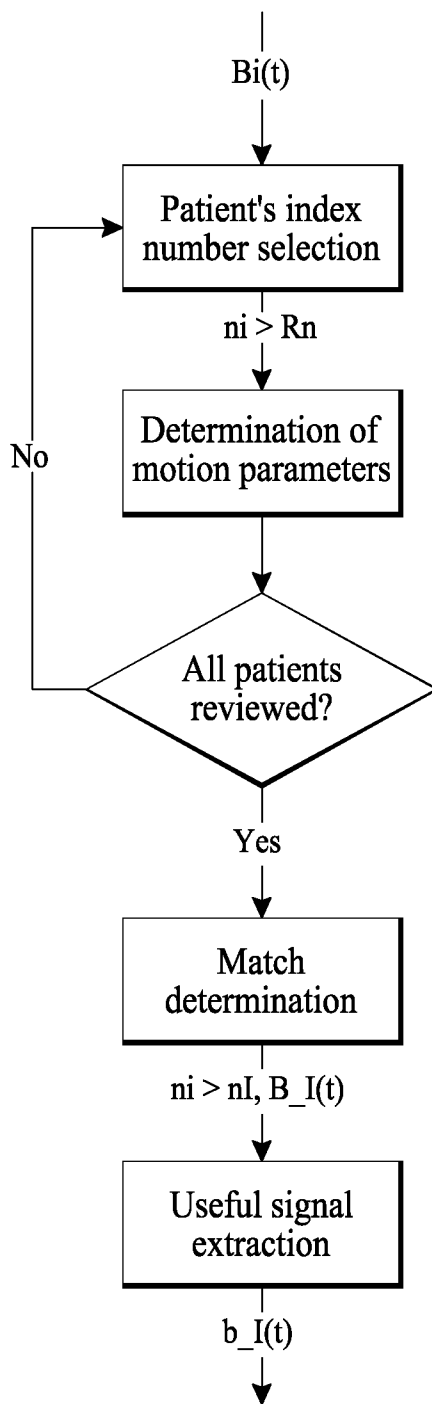 Bi(t)
Patient's index
number selection
ni > Rn
Determination of
motion parameters
No
All patients
reviewed?
Yes
Match
determination
ni > nI, B_I(t)
Useful signal
extraction
b_I(t)